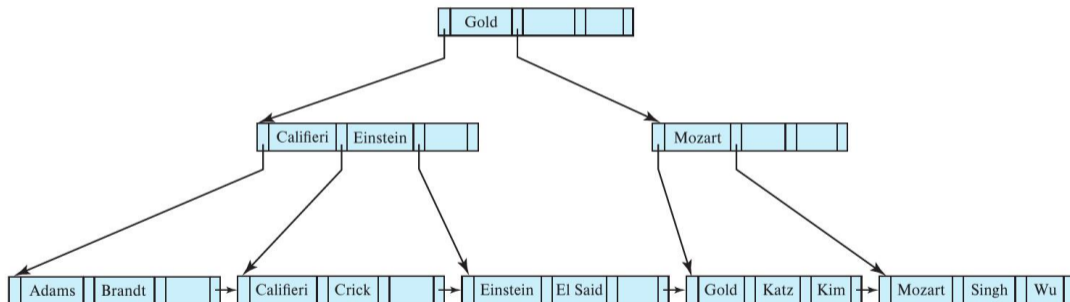 Gold
Califieri Einstein
Mozart
Adams Brandt
Califieri Crick
Einstein El Said
Gold Katz Kim
Mozart Singh Wu